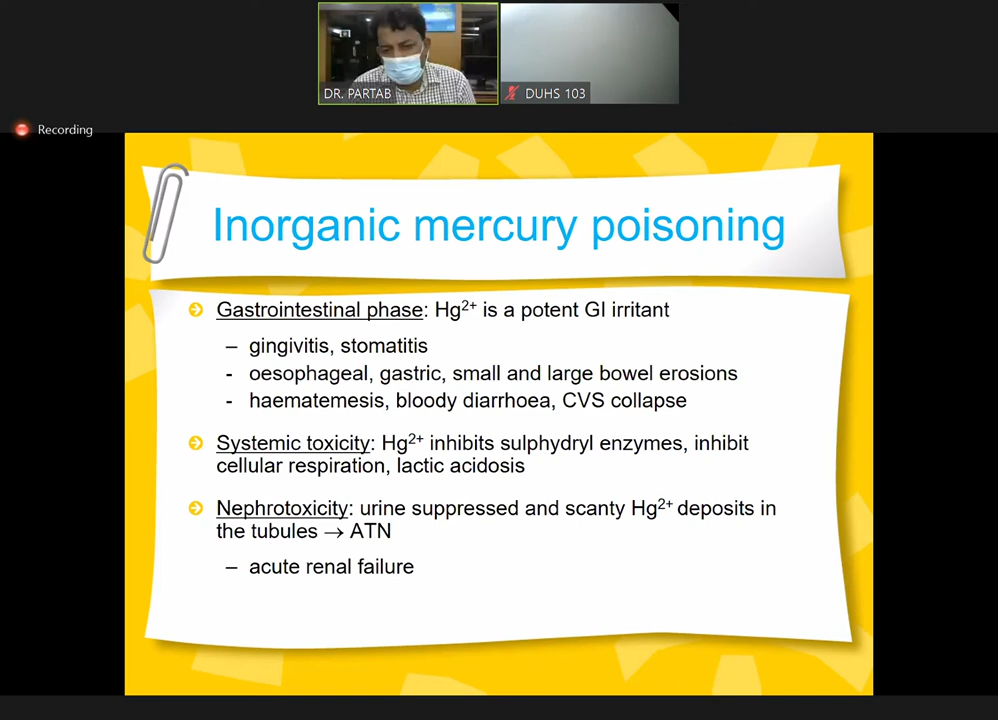 DR. PARTAB
DUHS 103
Recording
Inorganic mercury poisoning
Gastrointestinal phase: Hg²⁺ is a potent GI irritant
– gingivitis, stomatitis
- oesophageal, gastric, small and large bowel erosions
- haematemesis, bloody diarrhoea, CVS collapse
Systemic toxicity: Hg²⁺ inhibits sulphydryl enzymes, inhibit
cellular respiration, lactic acidosis
Nephrotoxicity: urine suppressed and scanty Hg²⁺ deposits in
the tubules → ATN
– acute renal failure